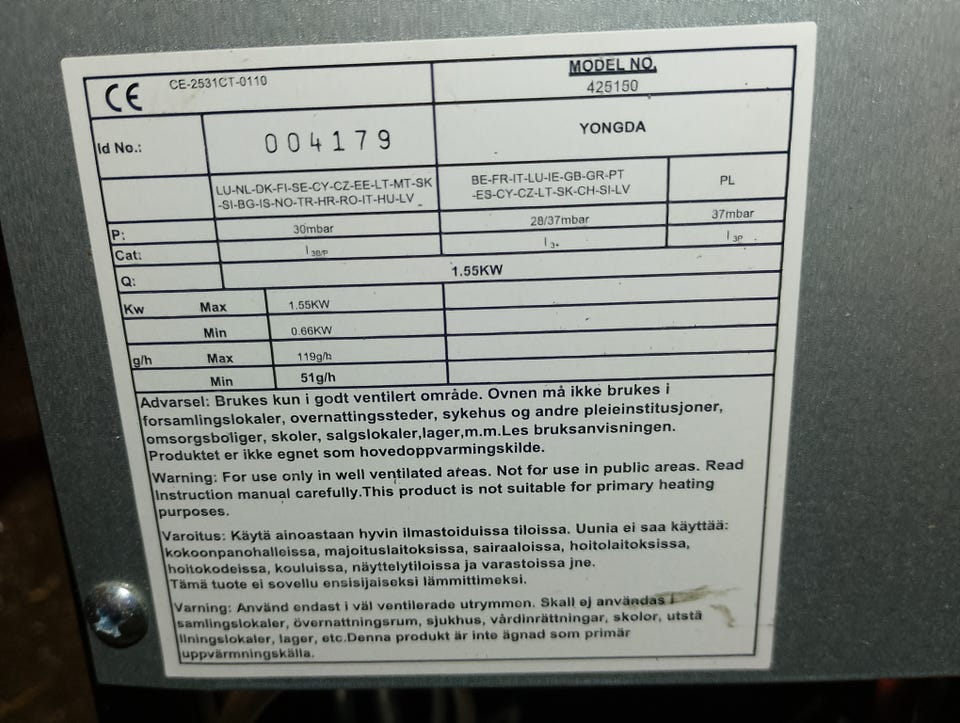 CE CE-2531CT-0110
MODEL NO.
425150
Id No.: 004179
YONGDA
LU-NL-DK-FI-SE-CY-CZ-EE-LT-MT-SK
-SI-BG-IS-NO-TR-HR-RO-IT-HU-LV
BE-FR-IT-LU-IE-GB-GR-PT
-ES-CY-CZ-LT-SK-CH-SI-LV
PL
P: 30mbar 28/37mbar 37mbar
Cat: I3B/P I3+ I3P
Q: 1.55KW
Kw Max 1.55KW
Min 0.66KW
g/h Max 119g/h
Min 51g/h
Advarsel: Brukes kun i godt ventilert område. Ovnen må ikke brukes i
forsamlingslokaler, overnattingssteder, sykehus og andre pleieinstitusjoner,
omsorgsboliger, skoler, salgslokaler,lager,m.m.Les bruksanvisningen.
Produktet er ikke egnet som hovedoppvarmingskilde.
Warning: For use only in well ventilated areas. Not for use in public areas. Read
Instruction manual carefully.This product is not suitable for primary heating
purposes.
Varoitus: Käytä ainoastaan hyvin ilmastoiduissa tiloissa. Uunia ei saa käyttää:
kokoonpanohalleissa, majoituslaitoksissa, sairaaloissa, hoitolaitoksissa,
hoitokodeissa, kouluissa, näyttelytiloissa ja varastoissa jne.
Tämä tuote ei sovellu ensisijaiseksi lämmittimeksi.
Varning: Använd endast i väl ventilerade utrymmen. Skall ej användas i
samlingslokaler, övernattningsrum, sjukhus, vårdinrättningar, skolor, utstä
llningslokaler, lager, etc.Denna produkt är inte ägnad som primär
uppvärmningskälla.